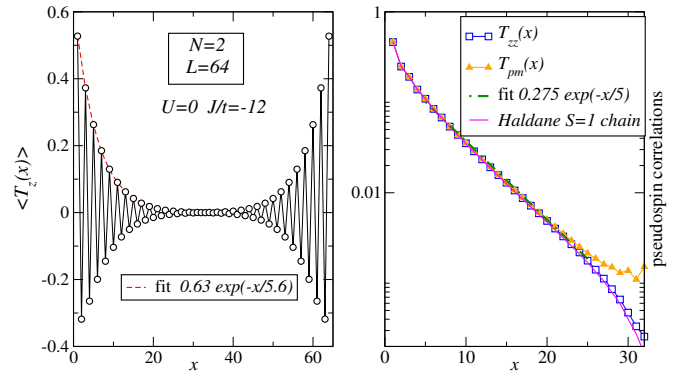 N=2
L=64
U=0 J/t=-12
fit 0.63 exp(-x/5.6)
<T_z(x)>
0.6
0.4
0.2
0
-0.2
-0.4
0 20 40 60
x
T_zz(x)
T_pm(x)
fit 0.275 exp(-x/5)
Haldane S=1 chain
1
0.01
0 10 20 30
x
pseudospin correlations